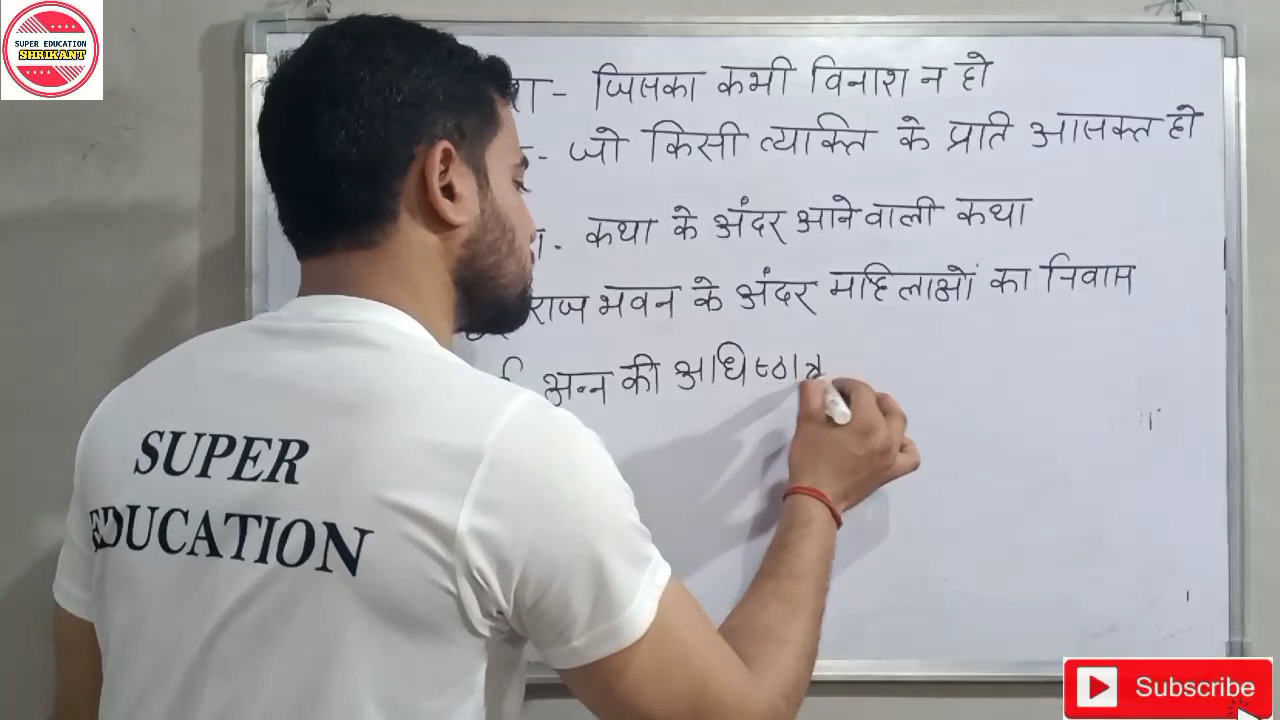 SUPER EDUCATION
SHRIKANT
- जिसका कभी विनाश न हो
- जो किसी व्यक्ति के प्रति आसक्त हो
- कथा के अंदर आने वाली कथा
राज भवन के अंदर महिलाओं का निवास
अन्न की अधिष्ठात्र
SUPER
EDUCATION
Subscribe